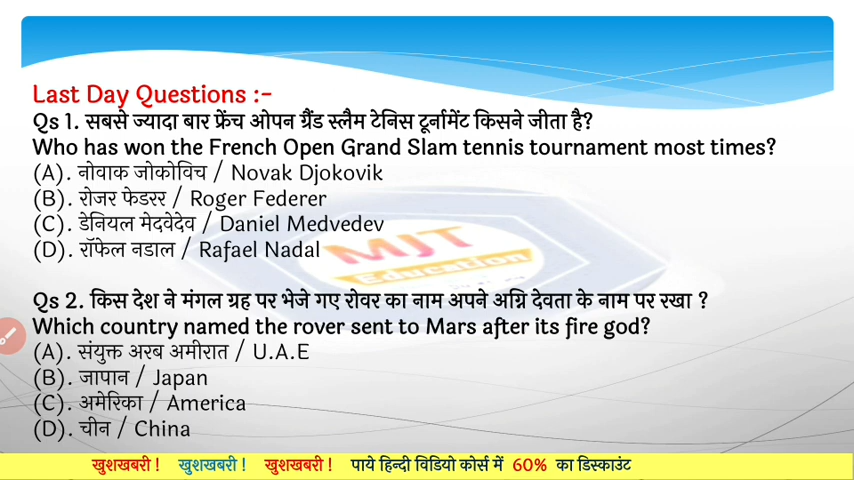 Last Day Questions :-
Qs 1. सबसे ज्यादा बार फ्रेंच ओपन ग्रैंड स्लैम टेनिस टूर्नामेंट किसने जीता है?
Who has won the French Open Grand Slam tennis tournament most times?
(A). नोवाक जोकोविच / Novak Djokovik
(B). रोजर फेडरर / Roger Federer
(C). डेनियल मेदवेदेव / Daniel Medvedev
(D). रॉफेल नडाल / Rafael Nadal
MJT
Education
Qs 2. किस देश ने मंगल ग्रह पर भेजे गए रोवर का नाम अपने अग्नि देवता के नाम पर रखा ?
Which country named the rover sent to Mars after its fire god?
(A). संयुक्त अरब अमीरात / U.A.E
(B). जापान / Japan
(C). अमेरिका / America
(D). चीन / China
खुशखबरी ! खुशखबरी ! खुशखबरी ! पाये हिन्दी विडियो कोर्स में 60% का डिस्काउंट